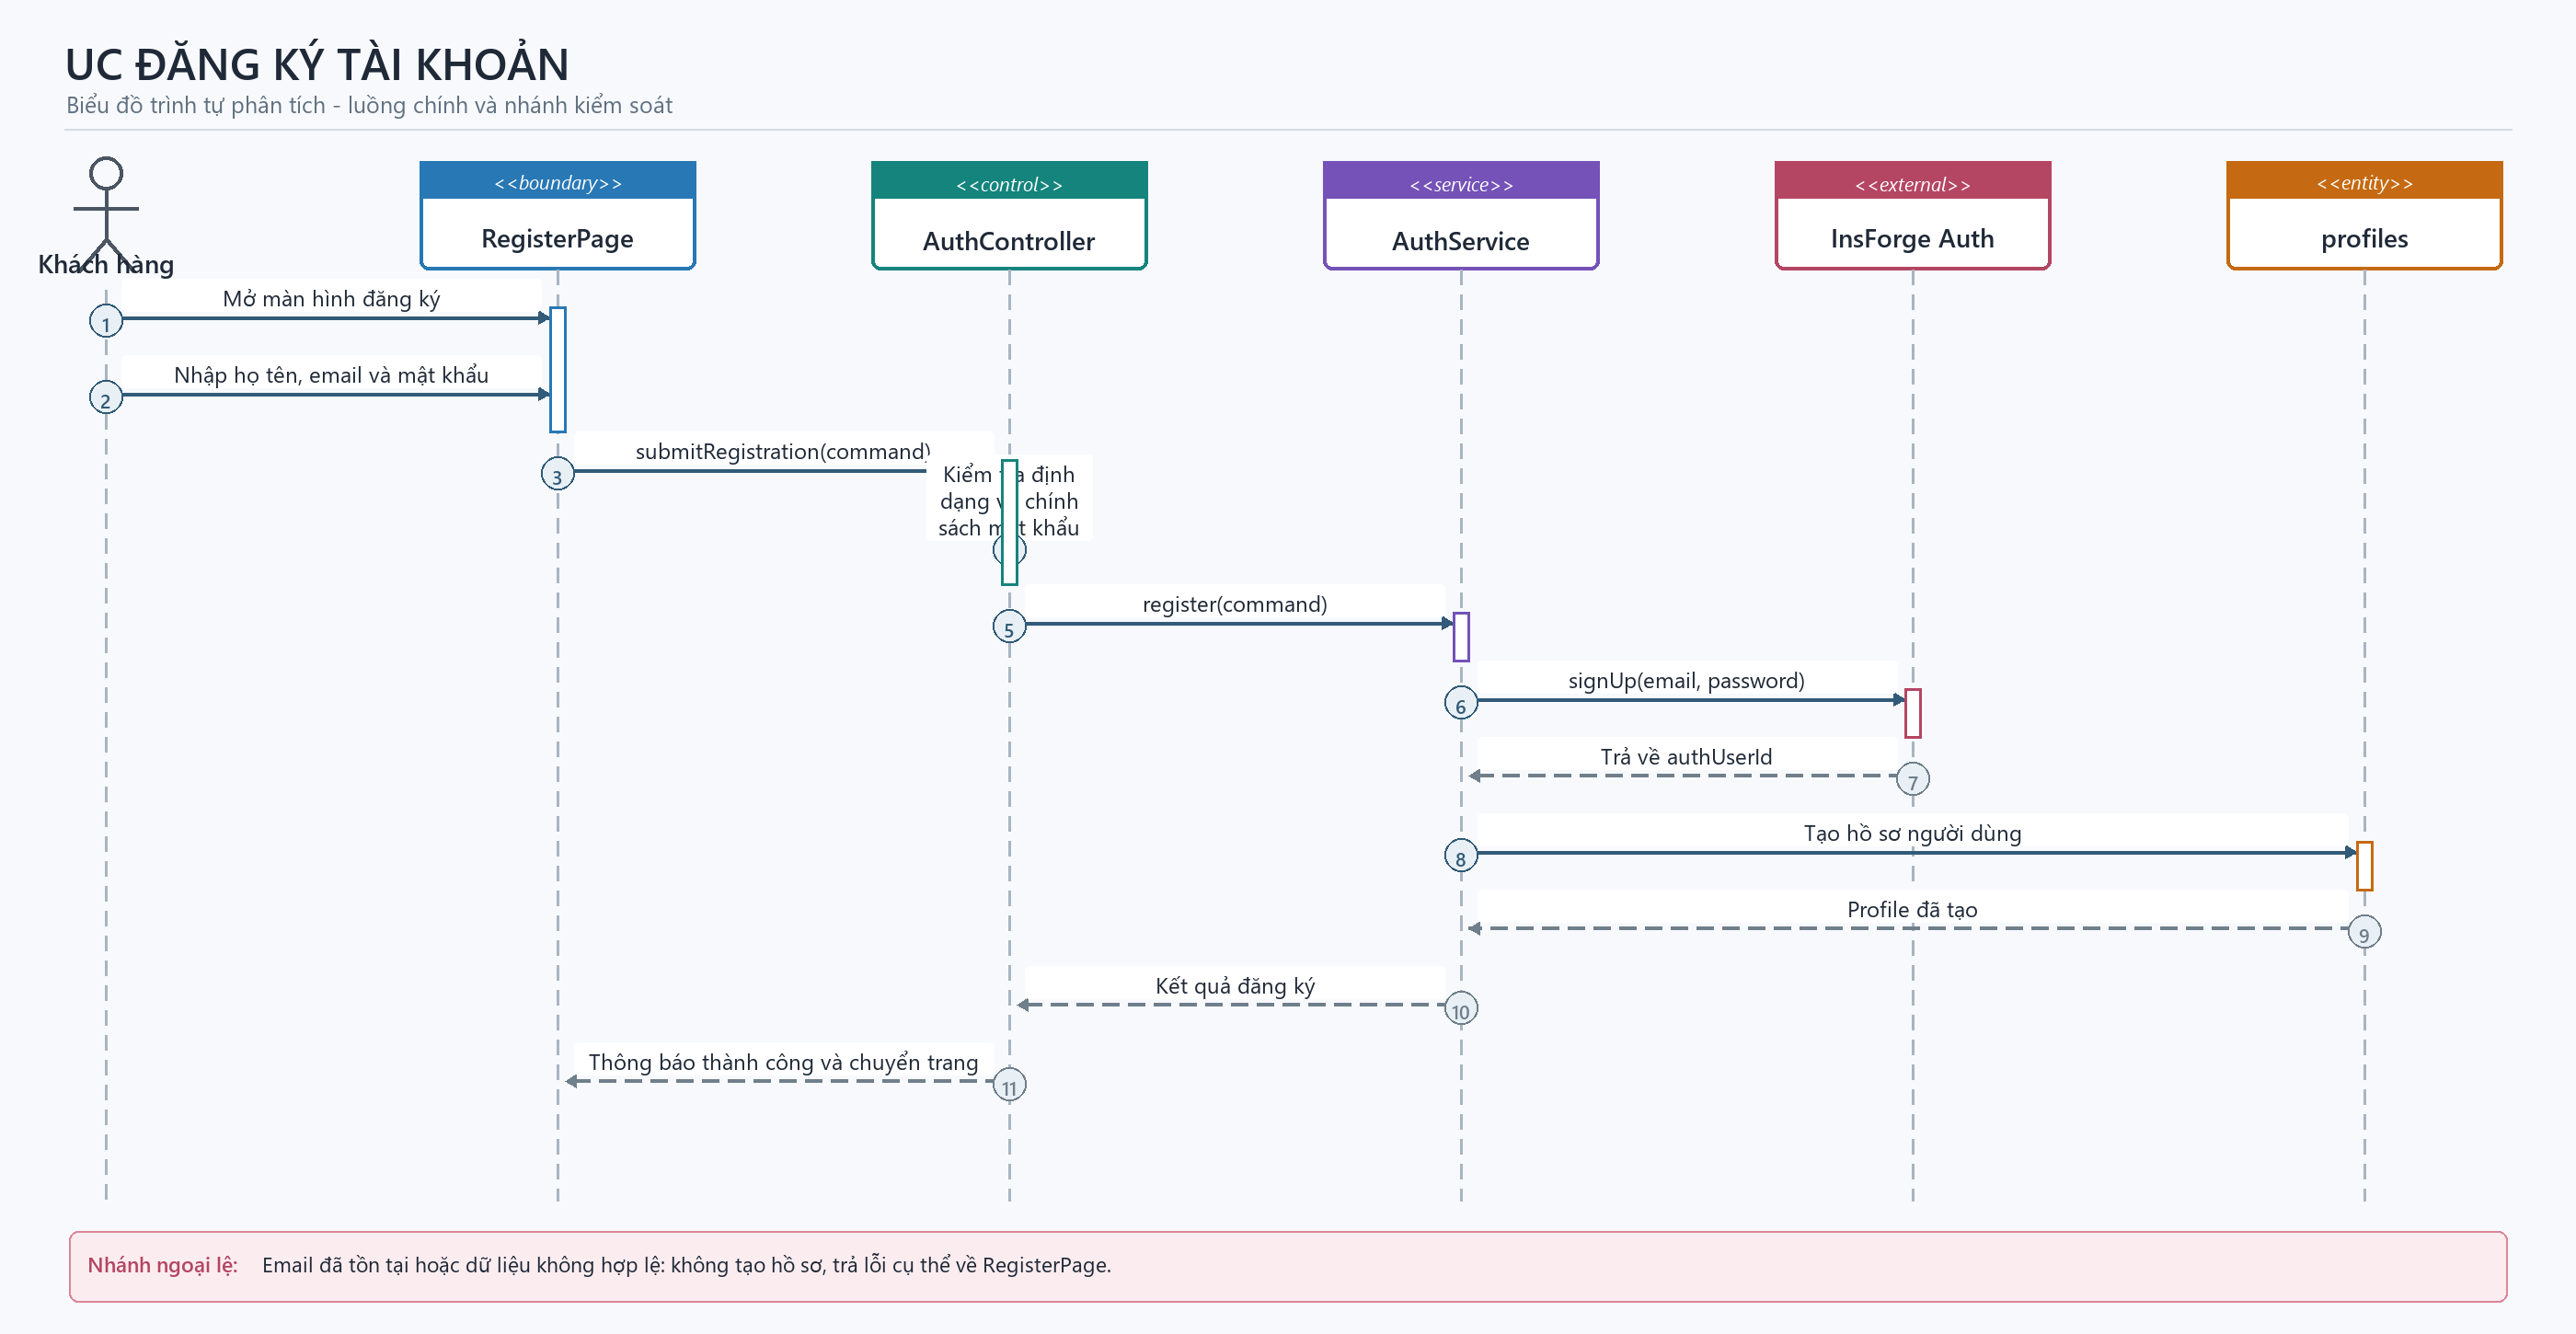 UC ĐĂNG KÝ TÀI KHOẢN
Biểu đồ trình tự phân tích - luồng chính và nhánh kiểm soát
Khách hàng
<<boundary>>
RegisterPage
<<control>>
AuthController
<<service>>
AuthService
<<external>>
InsForge Auth
<<entity>>
profiles
Mở màn hình đăng ký
1
Nhập họ tên, email và mật khẩu
2
submitRegistration(command)
3
Kiểm tra định
dạng và chính
sách mật khẩu
register(command)
5
signUp(email, password)
6
Trả về authUserId
7
Tạo hồ sơ người dùng
8
Profile đã tạo
9
Kết quả đăng ký
10
Thông báo thành công và chuyển trang
11
Nhánh ngoại lệ: Email đã tồn tại hoặc dữ liệu không hợp lệ: không tạo hồ sơ, trả lỗi cụ thể về RegisterPage.